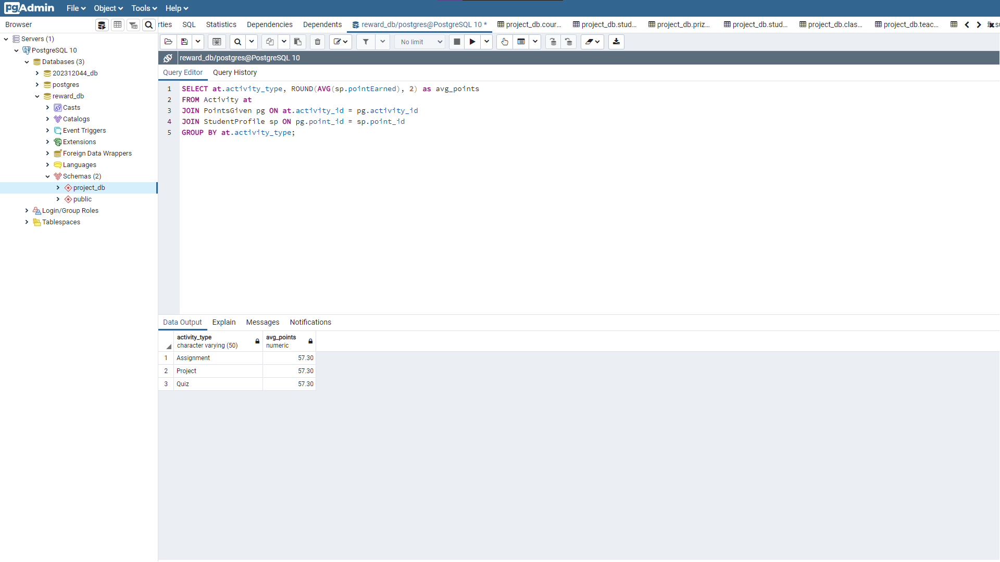 pgAdmin File Object Tools Help
Browser
rties SQL Statistics Dependencies Dependents reward_db/postgres@PostgreSQL 10 * project_db.cour... project_db.stud... project_db.priz... project_db.stud... project_db.clas... project_db.teac...
Servers (1)
PostgreSQL 10
Databases (3)
202312044_db
postgres
reward_db
Casts
Catalogs
Event Triggers
Extensions
Foreign Data Wrappers
Languages
Schemas (2)
project_db
public
Login/Group Roles
Tablespaces
No limit
reward_db/postgres@PostgreSQL 10
Query Editor Query History
1 SELECT at.activity_type, ROUND(AVG(sp.pointEarned), 2) as avg_points
2 FROM Activity at
3 JOIN PointsGiven pg ON at.activity_id = pg.activity_id
4 JOIN StudentProfile sp ON pg.point_id = sp.point_id
5 GROUP BY at.activity_type;
Data Output Explain Messages Notifications
activity_type avg_points
character varying (50) numeric
1 Assignment 57.30
2 Project 57.30
3 Quiz 57.30